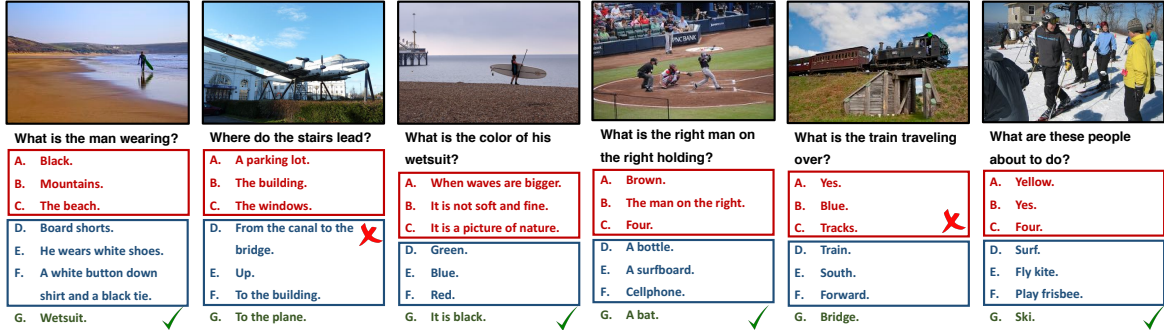 PNC BANK
What is the man wearing?
A. Black.
B. Mountains.
C. The beach.
D. Board shorts.
E. He wears white shoes.
F. A white button down
shirt and a black tie.
G. Wetsuit.
Where do the stairs lead?
A. A parking lot.
B. The building.
C. The windows.
D. From the canal to the
bridge.
E. Up.
F. To the building.
G. To the plane.
What is the color of his
wetsuit?
A. When waves are bigger.
B. It is not soft and fine.
C. It is a picture of nature.
D. Green.
E. Blue.
F. Red.
G. It is black.
What is the right man on
the right holding?
A. Brown.
B. The man on the right.
C. Four.
D. A bottle.
E. A surfboard.
F. Cellphone.
G. A bat.
What is the train traveling
over?
A. Yes.
B. Blue.
C. Tracks.
D. Train.
E. South.
F. Forward.
G. Bridge.
What are these people
about to do?
A. Yellow.
B. Yes.
C. Four.
D. Surf.
E. Fly kite.
F. Play frisbee.
G. Ski.